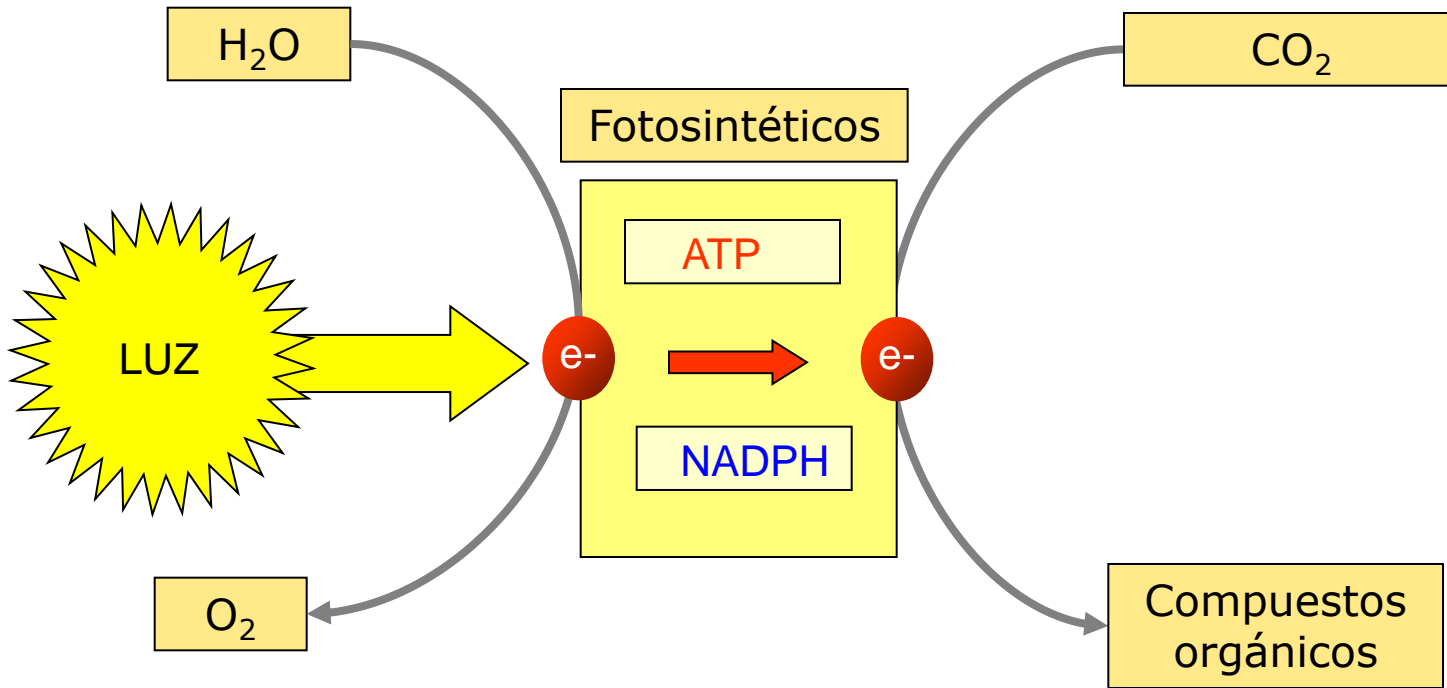 H₂O
CO₂
Fotosintéticos
ATP
LUZ
e-
e-
NADPH
O₂
Compuestos
orgánicos